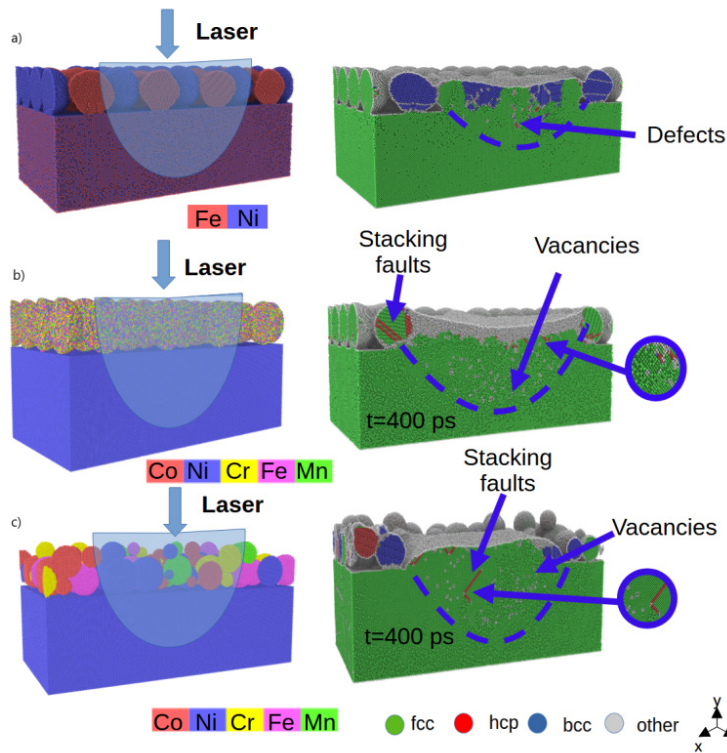 a)
Laser
Defects
Fe Ni
b)
Laser
Stacking
faults
Vacancies
t=400 ps
Co Ni Cr Fe Mn
c)
Laser
Stacking
faults
Vacancies
t=400 ps
Co Ni Cr Fe Mn
fcc hcp bcc other
y
x